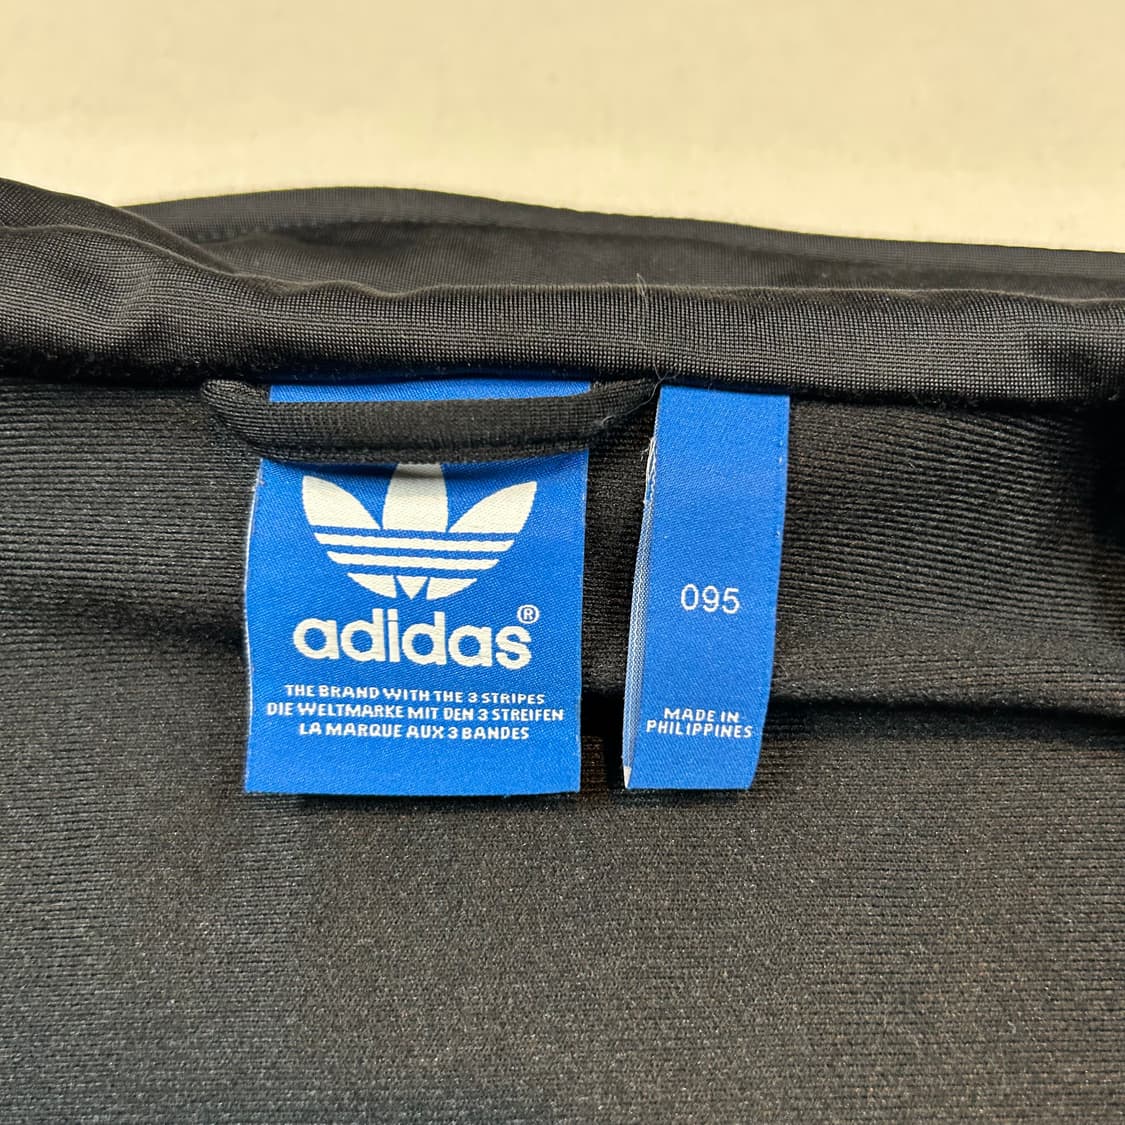 adidas®
THE BRAND WITH THE 3 STRIPES
DIE WELTMARKE MIT DEN 3 STREIFEN
LA MARQUE AUX 3 BANDES
095
MADE IN
PHILIPPINES